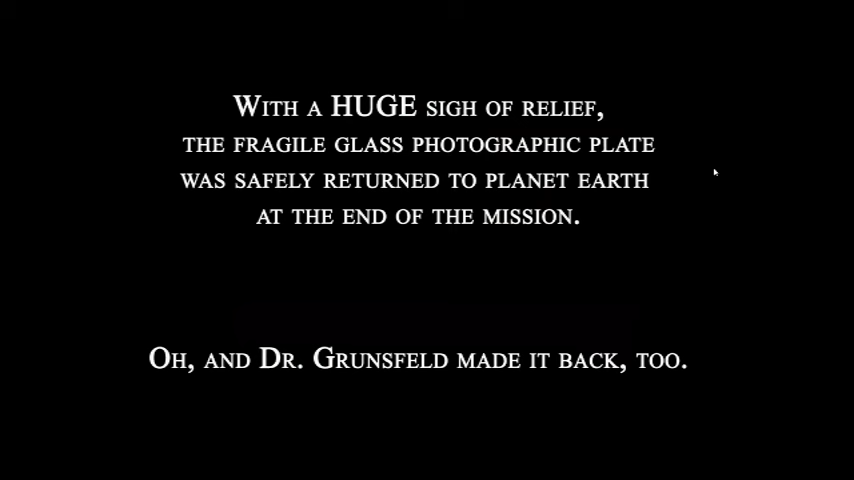 With a HUGE sigh of relief,
the fragile glass photographic plate
was safely returned to planet earth
at the end of the mission.
Oh, and Dr. Grunsfeld made it back, too.